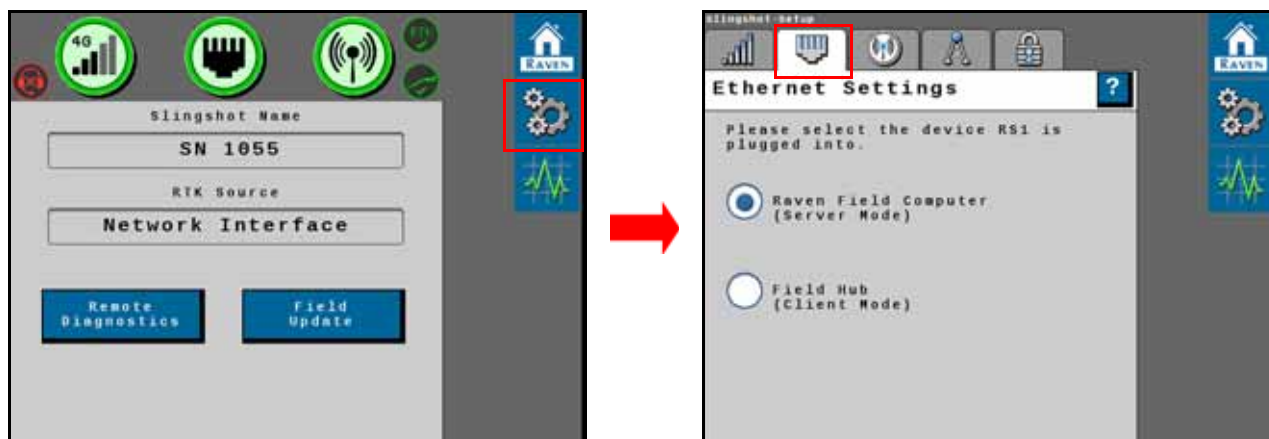 4G
RAVEN
Slingshot Name
SN 1055
RTK Source
Network Interface
Remote
Diagnostics
Field
Update
Slingshot-Setup
RAVEN
Ethernet Settings
?
Please select the device RS1 is
plugged into.
Raven Field Computer
(Server Mode)
Field Hub
(Client Mode)